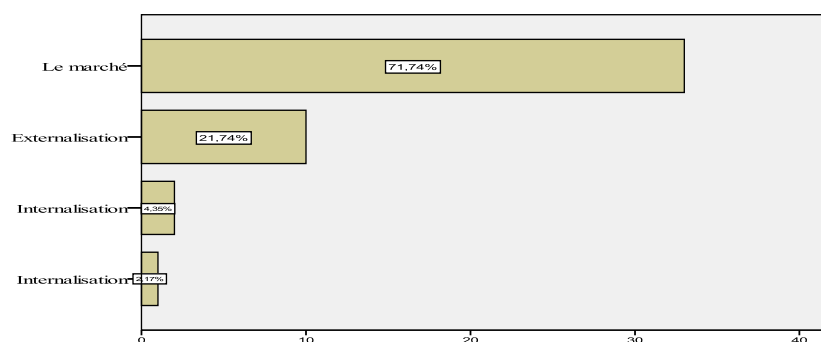 Le marché
71,74%
Externalisation
21,74%
Internalisation
4,35%
Internalisation
2,17%
0 10 20 30 40